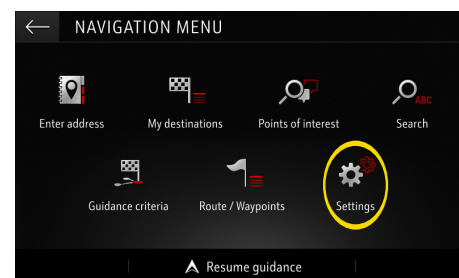 NAVIGATION MENU
Enter address
My destinations
Points of interest
ABC
Search
Guidance criteria
Route / Waypoints
Settings
Resume guidance